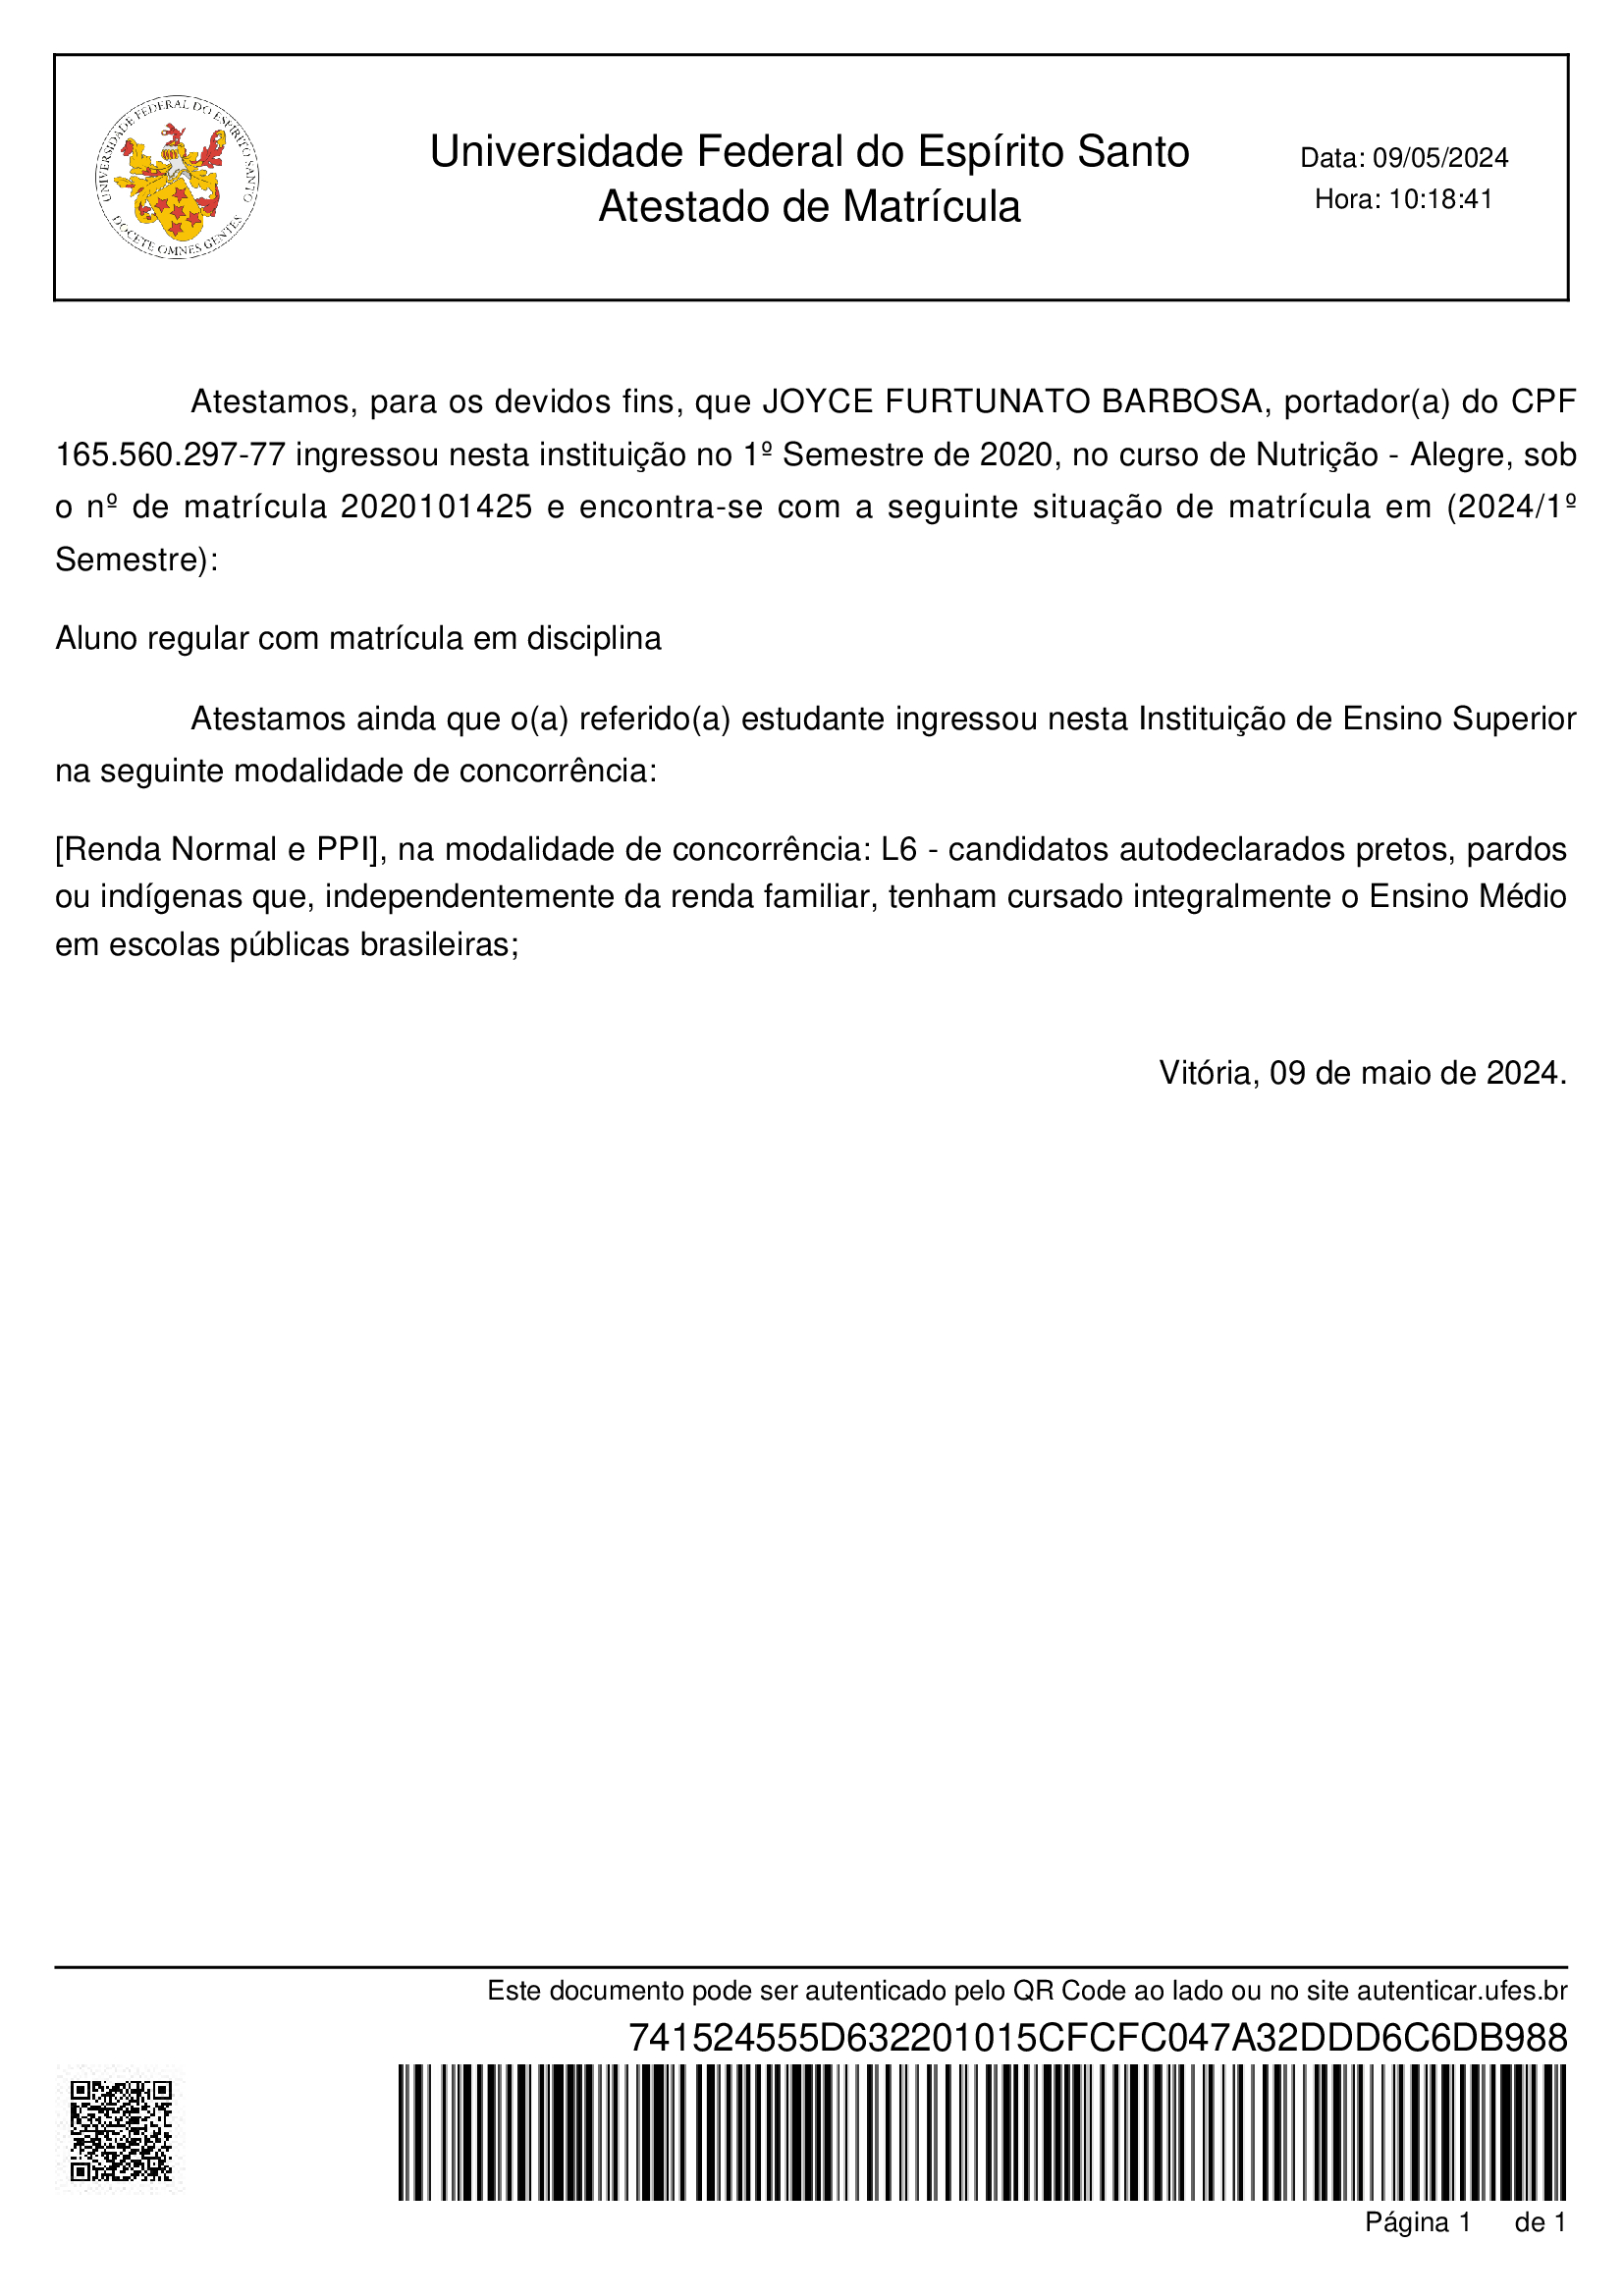 UNIVERSIDADE FEDERAL DO ESPIRITO SANTO
DOCETE OMNES GENTES
Universidade Federal do Espírito Santo
Atestado de Matrícula
Data: 09/05/2024
Hora: 10:18:41
Atestamos, para os devidos fins, que JOYCE FURTUNATO BARBOSA, portador(a) do CPF
165.560.297-77 ingressou nesta instituição no 1º Semestre de 2020, no curso de Nutrição - Alegre, sob
o nº de matrícula 2020101425 e encontra-se com a seguinte situação de matrícula em (2024/1º
Semestre):
Aluno regular com matrícula em disciplina
Atestamos ainda que o(a) referido(a) estudante ingressou nesta Instituição de Ensino Superior
na seguinte modalidade de concorrência:
[Renda Normal e PPI], na modalidade de concorrência: L6 - candidatos autodeclarados pretos, pardos
ou indígenas que, independentemente da renda familiar, tenham cursado integralmente o Ensino Médio
em escolas públicas brasileiras;
Vitória, 09 de maio de 2024.
Este documento pode ser autenticado pelo QR Code ao lado ou no site autenticar.ufes.br
741524555D632201015CFCFC047A32DDD6C6DB988
Página 1 de 1